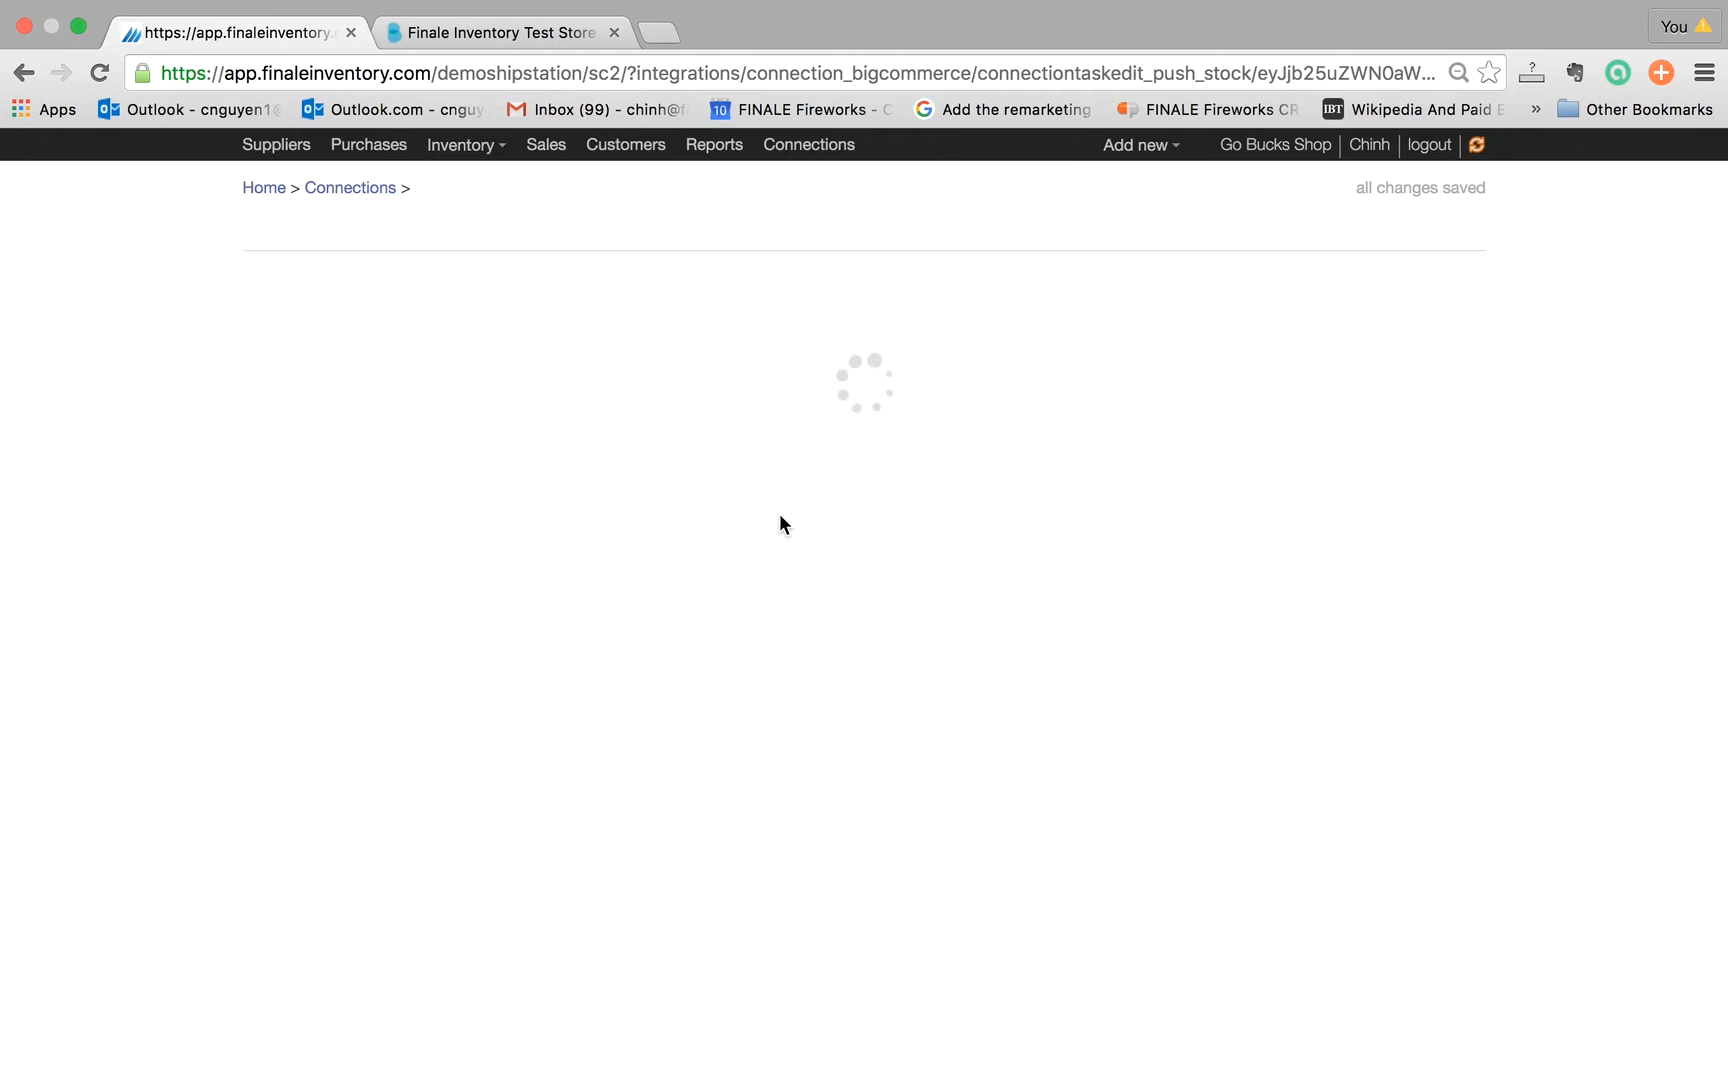 https://app.finaleinventory. Finale Inventory Test Store You
https://app.finaleinventory.com/demoshipstation/sc2/?integrations/connection_bigcommerce/connectiontaskedit_push_stock/eyJjb25uZWN0aW... ?
Apps Outlook - cnguyen1@ Outlook.com - cnguy Inbox (99) - chinh@f 10 FINALE Fireworks - C Add the remarketing FINALE Fireworks CR IBT Wikipedia And Paid E » Other Bookmarks
Suppliers Purchases Inventory Sales Customers Reports Connections Add new Go Bucks Shop Chinh logout
Home > Connections > all changes saved